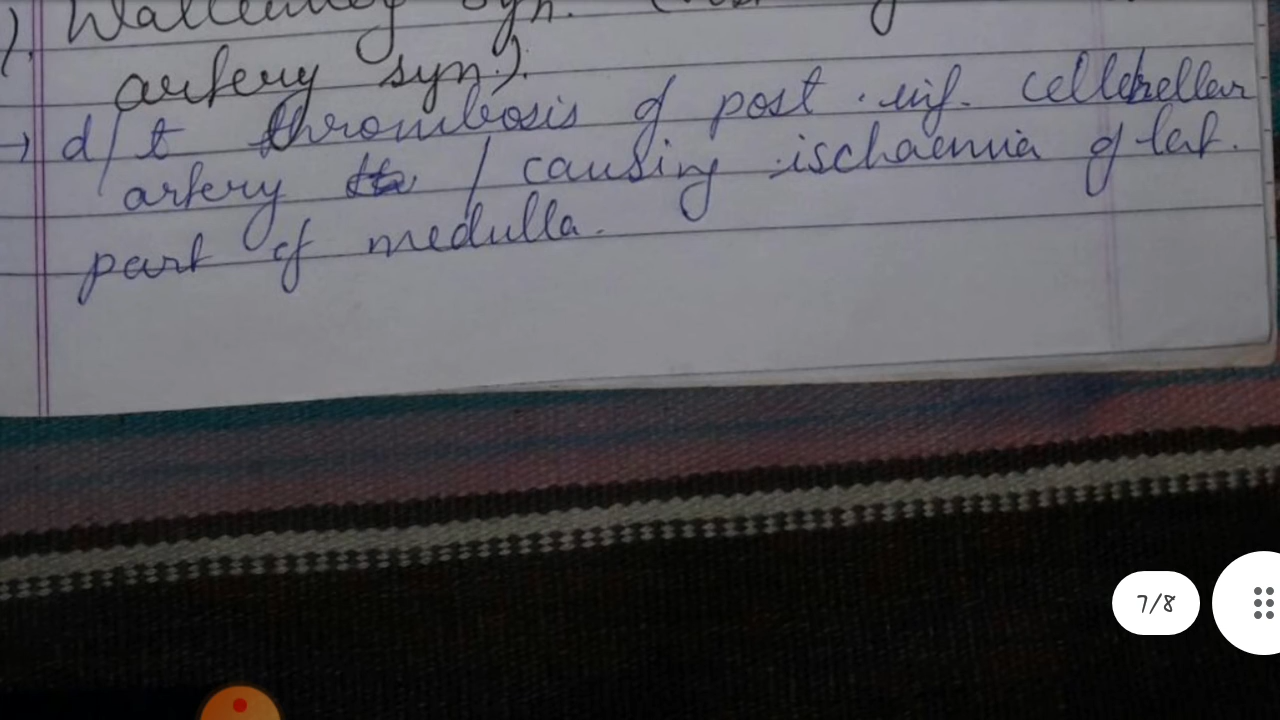 artery syn.).
→ d/t thrombosis of post. inf. cellebellar
artery / causing ischaemia of lat.
part of medulla.
7/8